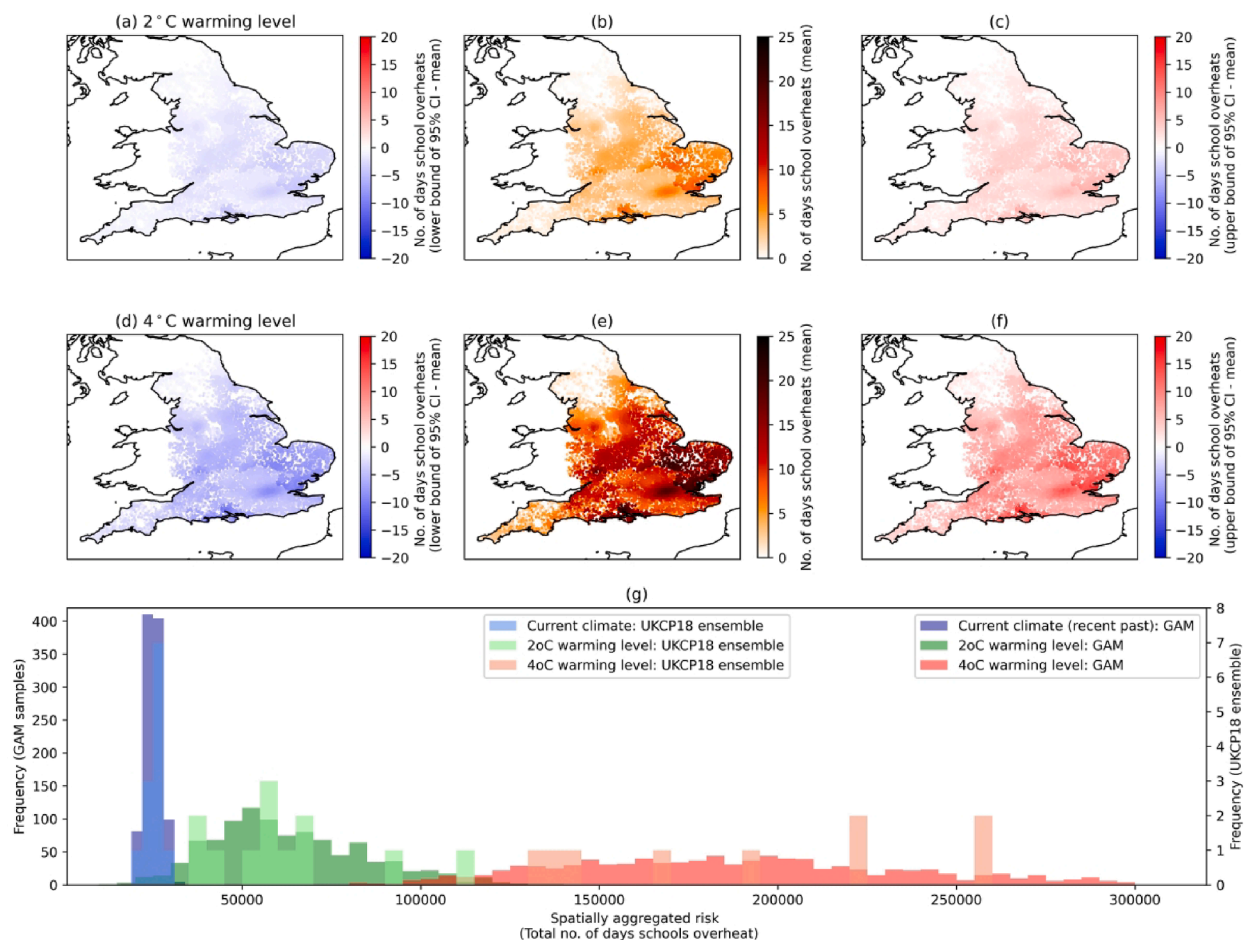 (a) 2°C warming level
(b)
(c)
20
15
10
5
0
−5
−10
−15
−20
No. of days school overheats
(lower bound of 95% CI - mean)
25
20
15
10
5
0
No. of days school overheats (mean)
20
15
10
5
0
−5
−10
−15
−20
No. of days school overheats
(upper bound of 95% CI - mean)
(d) 4°C warming level
(e)
(f)
20
15
10
5
0
−5
−10
−15
−20
No. of days school overheats
(lower bound of 95% CI - mean)
25
20
15
10
5
0
No. of days school overheats (mean)
20
15
10
5
0
−5
−10
−15
−20
No. of days school overheats
(upper bound of 95% CI - mean)
(g)
Frequency (GAM samples)
400
350
300
250
200
150
100
50
0
Current climate: UKCP18 ensemble
2oC warming level: UKCP18 ensemble
4oC warming level: UKCP18 ensemble
Current climate (recent past): GAM
2oC warming level: GAM
4oC warming level: GAM
8
7
6
5
4
3
2
1
0
Frequency (UKCP18 ensemble)
50000
100000
150000
200000
250000
300000
Spatially aggregated risk
(Total no. of days schools overheat)